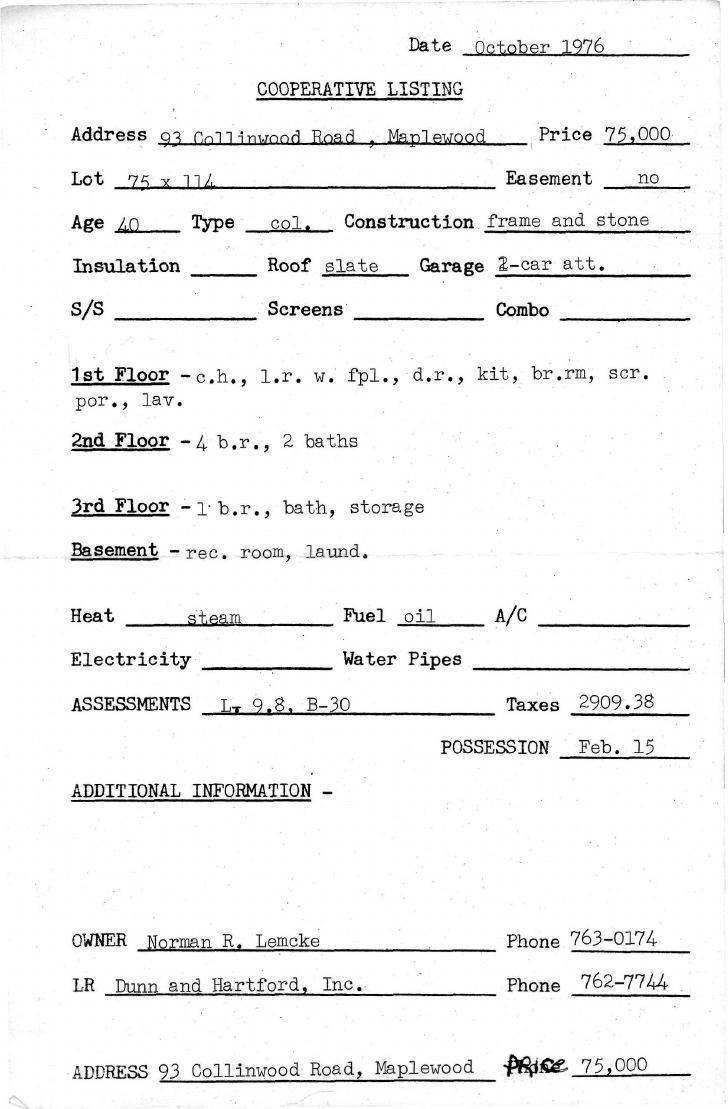 Date October 1976
COOPERATIVE LISTING
Address 93 Collinwood Road , Maplewood Price 75,000
Lot 75 x 114 Easement no
Age 40 Type col. Construction frame and stone
Insulation Roof slate Garage 2-car att.
S/S Screens Combo
1st Floor - c.h., l.r. w. fpl., d.r., kit, br.rm, scr.
por., lav.
2nd Floor - 4 b.r., 2 baths
3rd Floor - 1 b.r., bath, storage
Basement - rec. room, laund.
Heat steam Fuel oil A/C
Electricity Water Pipes
ASSESSMENTS L- 9.8, B-30 Taxes 2909.38
POSSESSION Feb. 15
ADDITIONAL INFORMATION -
OWNER Norman R. Lemcke Phone 763-0174
LR Dunn and Hartford, Inc. Phone 762-7744
ADDRESS 93 Collinwood Road, Maplewood PRice 75,000